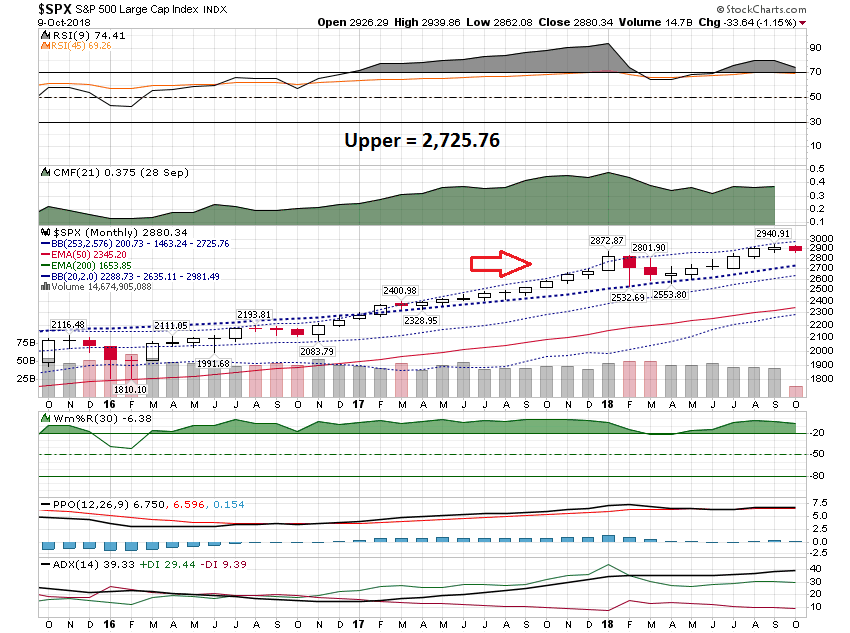 $SPX S&P 500 Large Cap Index INDX
© StockCharts.com
9-Oct-2018
Open 2926.29 High 2939.86 Low 2862.08 Close 2880.34 Volume 14.7B Chg -33.64 (-1.15%)
RSI(9) 74.41
RSI(45) 69.26
90
70
50
30
10
Upper = 2,725.76
CMF(21) 0.375 (28 Sep)
0.5
0.4
0.3
0.2
0.1
$SPX (Monthly) 2880.34
BB(253,2.576) 200.73 - 1463.24 - 2725.76
EMA(50) 2345.20
EMA(200) 1653.85
BB(20,2.0) 2288.73 - 2635.11 - 2981.49
Volume 14,674,905,088
2940.91
2872.87
2801.90
2532.69
2553.80
2400.98
2328.95
2193.81
2116.48
2111.05
2083.79
1991.68
1810.10
3000
2900
2800
2700
2600
2500
2400
2300
2200
2100
2000
1900
1800
75B
50B
25B
O N D 16 F M A M J J A S O N D 17 F M A M J J A S O N D 18 F M A M J J A S O
Wm%R(30) -6.38
-20
-50
-80
PPO(12,26,9) 6.750, 6.596, 0.154
7.5
5.0
2.5
0.0
-2.5
ADX(14) 39.33 +DI 29.44 -DI 9.39
40
30
20
10
O N D 16 F M A M J J A S O N D 17 F M A M J J A S O N D 18 F M A M J J A S O